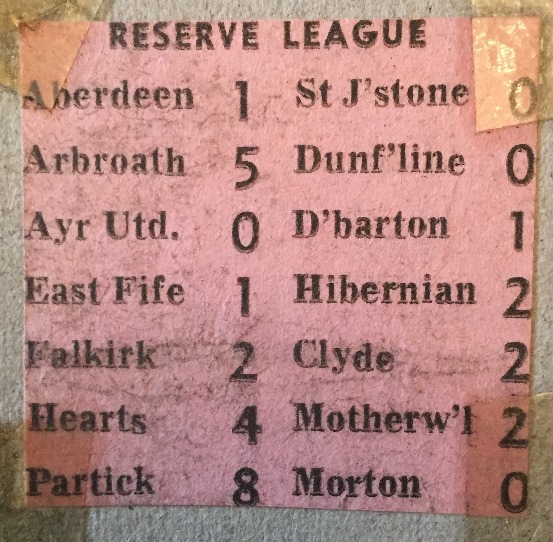 RESERVE LEAGUE
Aberdeen 1 St J'stone 0
Arbroath 5 Dunf'line 0
Ayr Utd. 0 D'barton 1
East Fife 1 Hibernian 2
Falkirk 2 Clyde 2
Hearts 4 Motherw'l 2
Partick 8 Morton 0